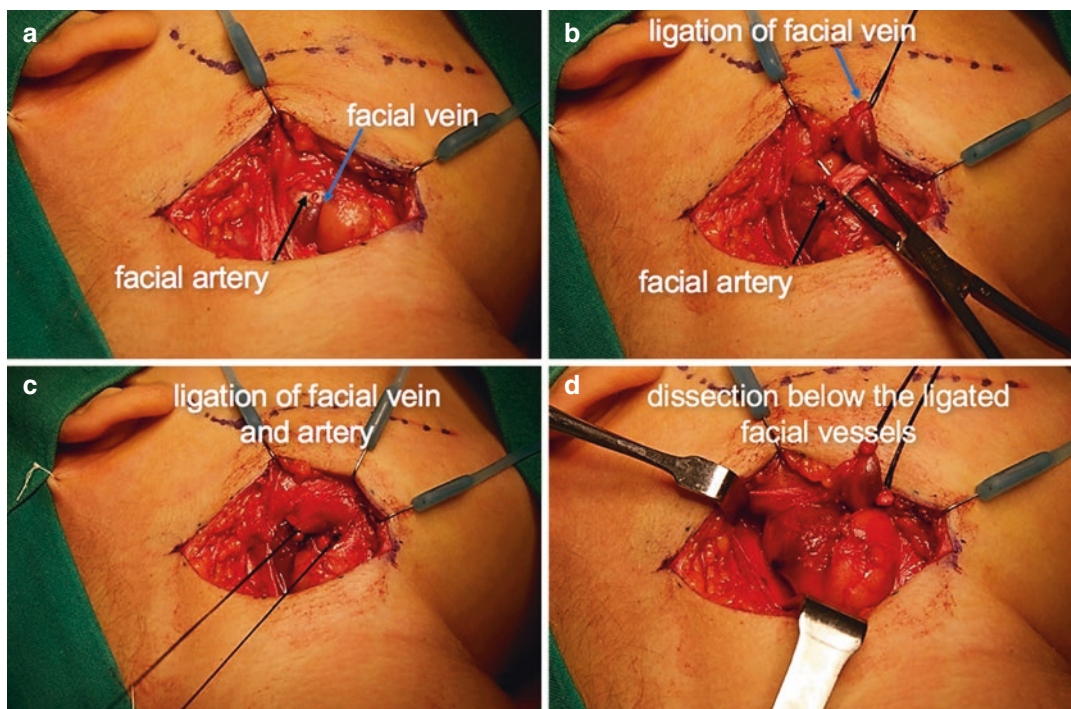 a
facial vein
facial artery
b
ligation of facial vein
facial artery
c
ligation of facial vein
and artery
d
dissection below the ligated
facial vessels